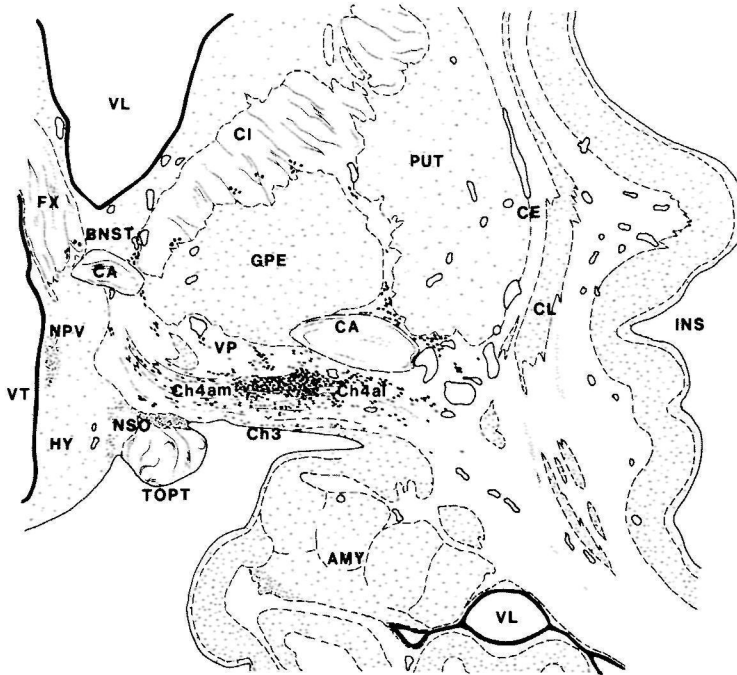 VL
CI
PUT
FX
CE
BNST
GPE
CA
CL
NPV
CA
INS
VP
VT
Ch4am
Ch4al
NSO
Ch3
HY
TOPT
AMY
VL